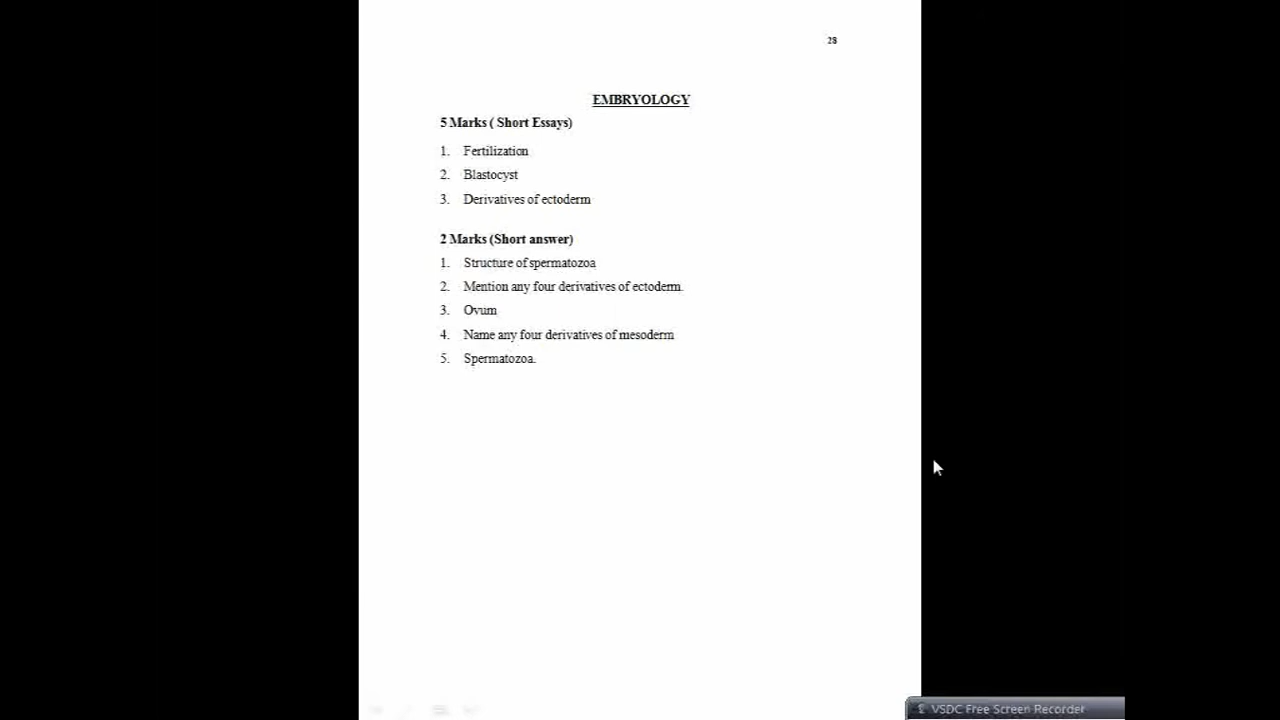 28
EMBRYOLOGY
5 Marks ( Short Essays)
1. Fertilization
2. Blastocyst
3. Derivatives of ectoderm
2 Marks (Short answer)
1. Structure of spermatozoa
2. Mention any four derivatives of ectoderm.
3. Ovum
4. Name any four derivatives of mesoderm
5. Spermatozoa.
VSDC Free Screen Recorder